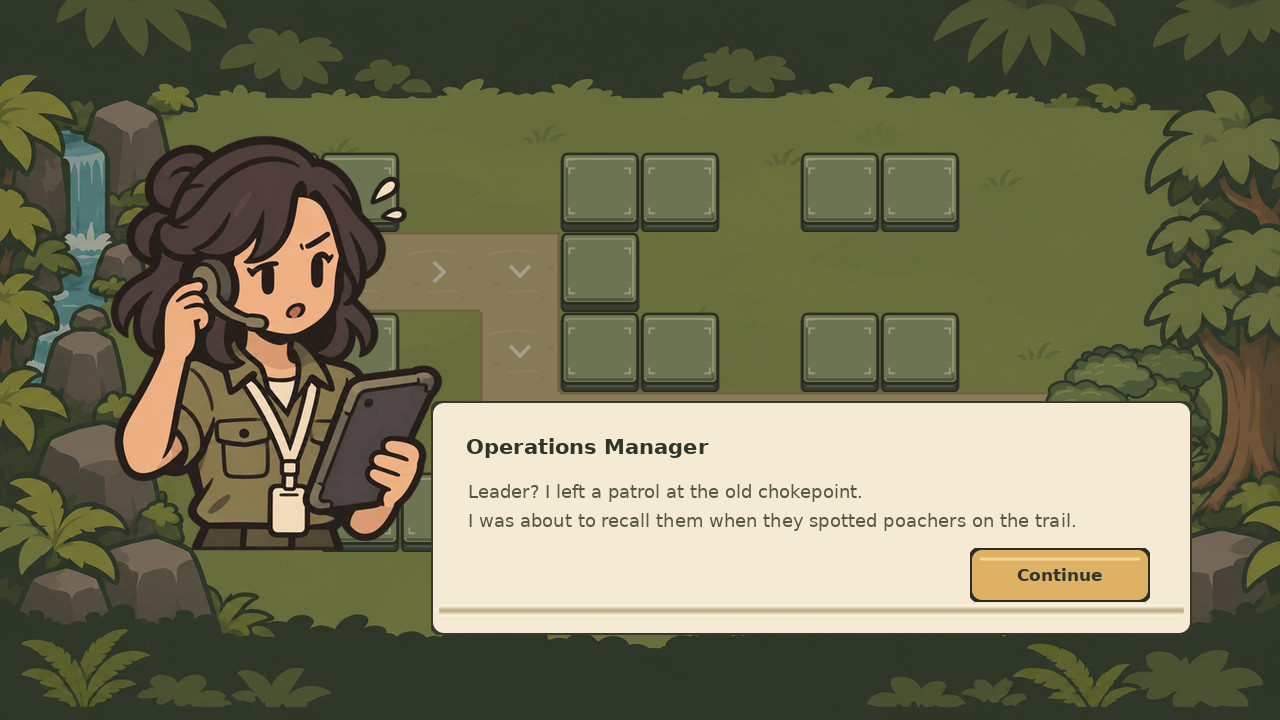 Operations Manager
Leader? I left a patrol at the old chokepoint.
I was about to recall them when they spotted poachers on the trail.
Continue